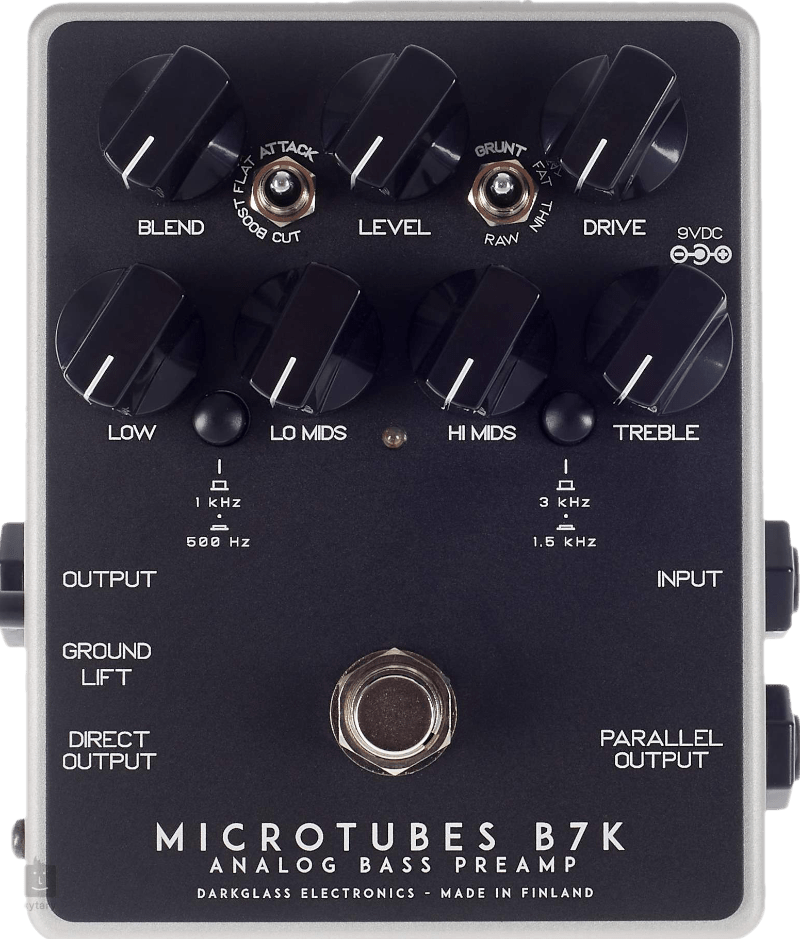 ATTACK
FLAT
BOOST
CUT
GRUNT
FAT
THIN
RAW
BLEND
LEVEL
DRIVE
9VDC
LOW
LO MIDS
HI MIDS
TREBLE
1 kHz
500 Hz
3 kHz
1.5 kHz
OUTPUT
INPUT
GROUND
LIFT
DIRECT
OUTPUT
PARALLEL
OUTPUT
MICROTUBES B7K
ANALOG BASS PREAMP
DARKGLASS ELECTRONICS - MADE IN FINLAND